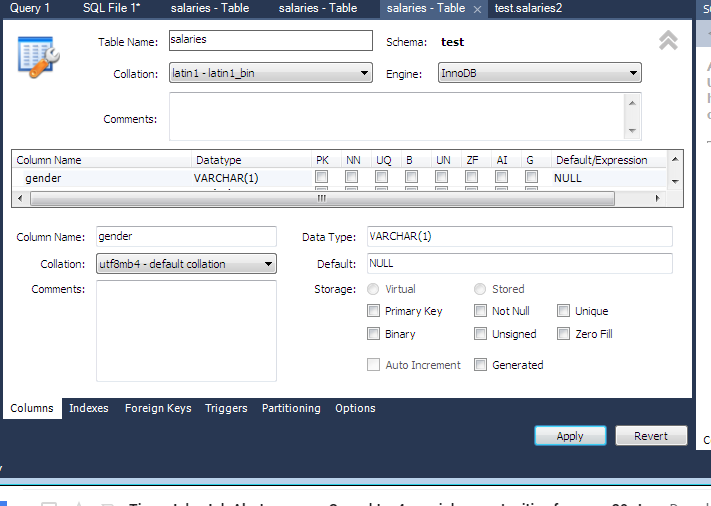 Query 1 SQL File 1* salaries - Table salaries - Table salaries - Table test.salaries2
Table Name: salaries Schema: test
Collation: latin1 - latin1_bin Engine: InnoDB
Comments:
Column Name Datatype PK NN UQ B UN ZF AI G Default/Expression
gender VARCHAR(1) NULL
Column Name: gender Data Type: VARCHAR(1)
Collation: utf8mb4 - default collation Default: NULL
Comments: Storage: Virtual Stored
Primary Key Not Null Unique
Binary Unsigned Zero Fill
Auto Increment Generated
Columns Indexes Foreign Keys Triggers Partitioning Options
Apply Revert